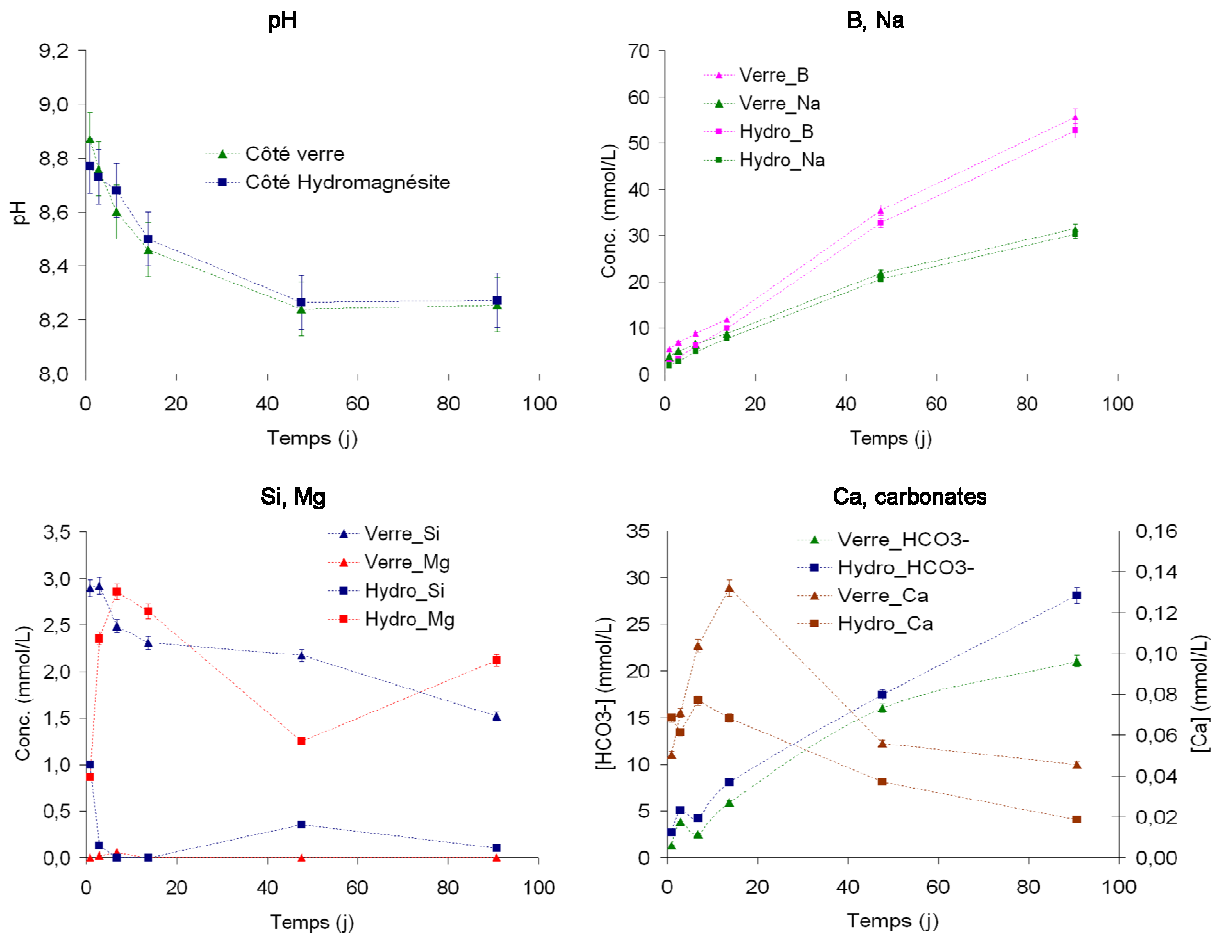 pH
9,2
9,0
8,8
8,6
8,4
8,2
8,0
pH
Côté verre
Côté Hydromagnésite
0
20
40
60
80
100
Temps (j)
B, Na
70
60
50
40
30
20
10
0
Conc. (mmol/L)
Verre_B
Verre_Na
Hydro_B
Hydro_Na
0
20
40
60
80
100
Temps (j)
Si, Mg
3,5
3,0
2,5
2,0
1,5
1,0
0,5
0,0
Conc. (mmol/L)
Verre_Si
Verre_Mg
Hydro_Si
Hydro_Mg
0
20
40
60
80
100
Temps (j)
Ca, carbonates
35
30
25
20
15
10
5
0
[HCO3-] (mmol/L)
Verre_HCO3-
Hydro_HCO3-
Verre_Ca
Hydro_Ca
0,16
0,14
0,12
0,10
0,08
0,06
0,04
0,02
0,00
[Ca] (mmol/L)
0
20
40
60
80
100
Temps (j)